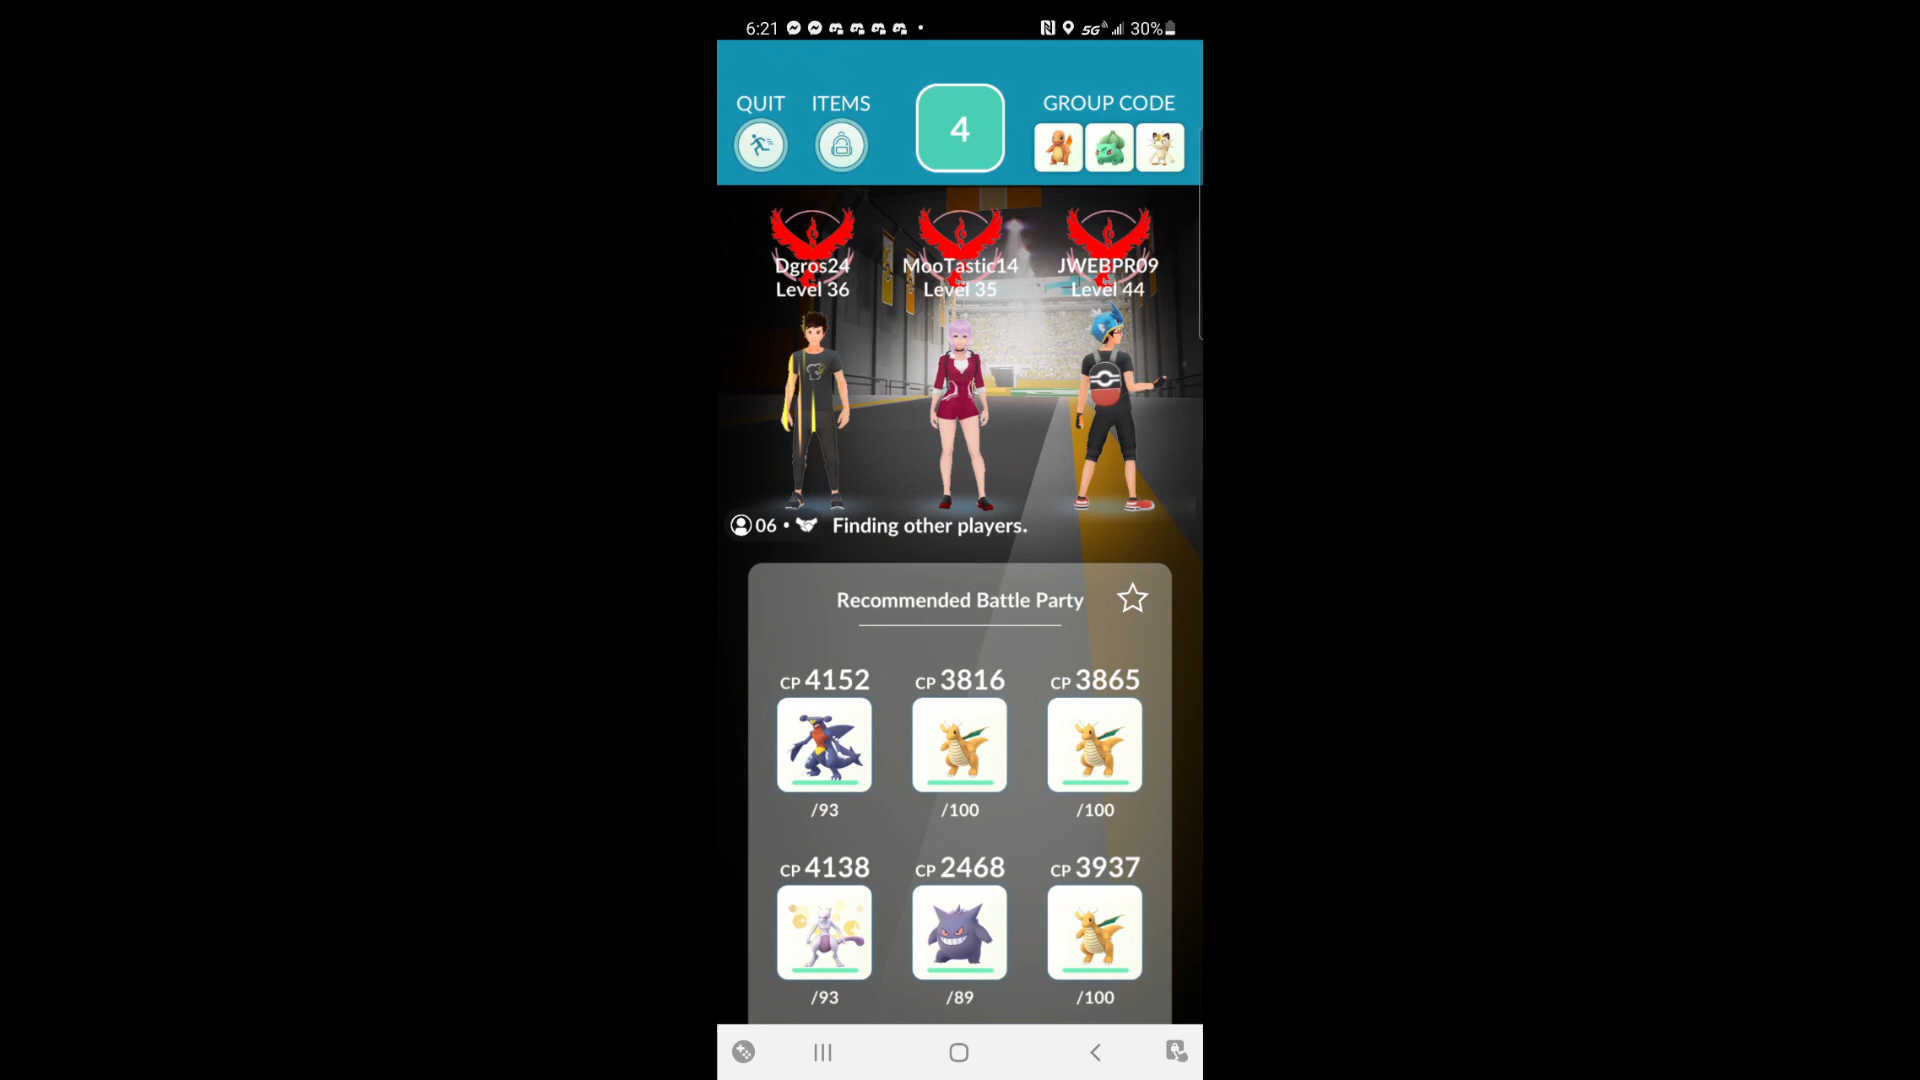 6:21 5G 30%
QUIT ITEMS 4 GROUP CODE
Dgros24 MooTastic14 JWEBPR09
Level 36 Level 35 Level 44
06 • Finding other players.
Recommended Battle Party
CP 4152 CP 3816 CP 3865
/93 /100 /100
CP 4138 CP 2468 CP 3937
/93 /89 /100